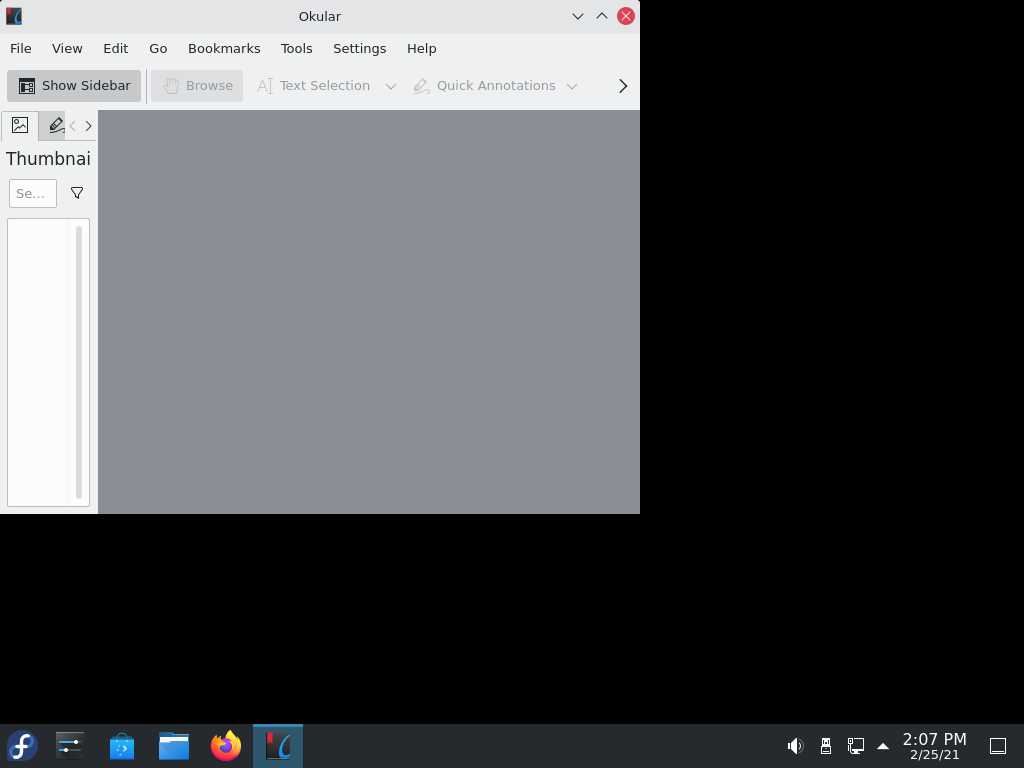 Okular
File View Edit Go Bookmarks Tools Settings Help
Show Sidebar Browse Text Selection Quick Annotations
Thumbnai
Se...
2:07 PM
2/25/21